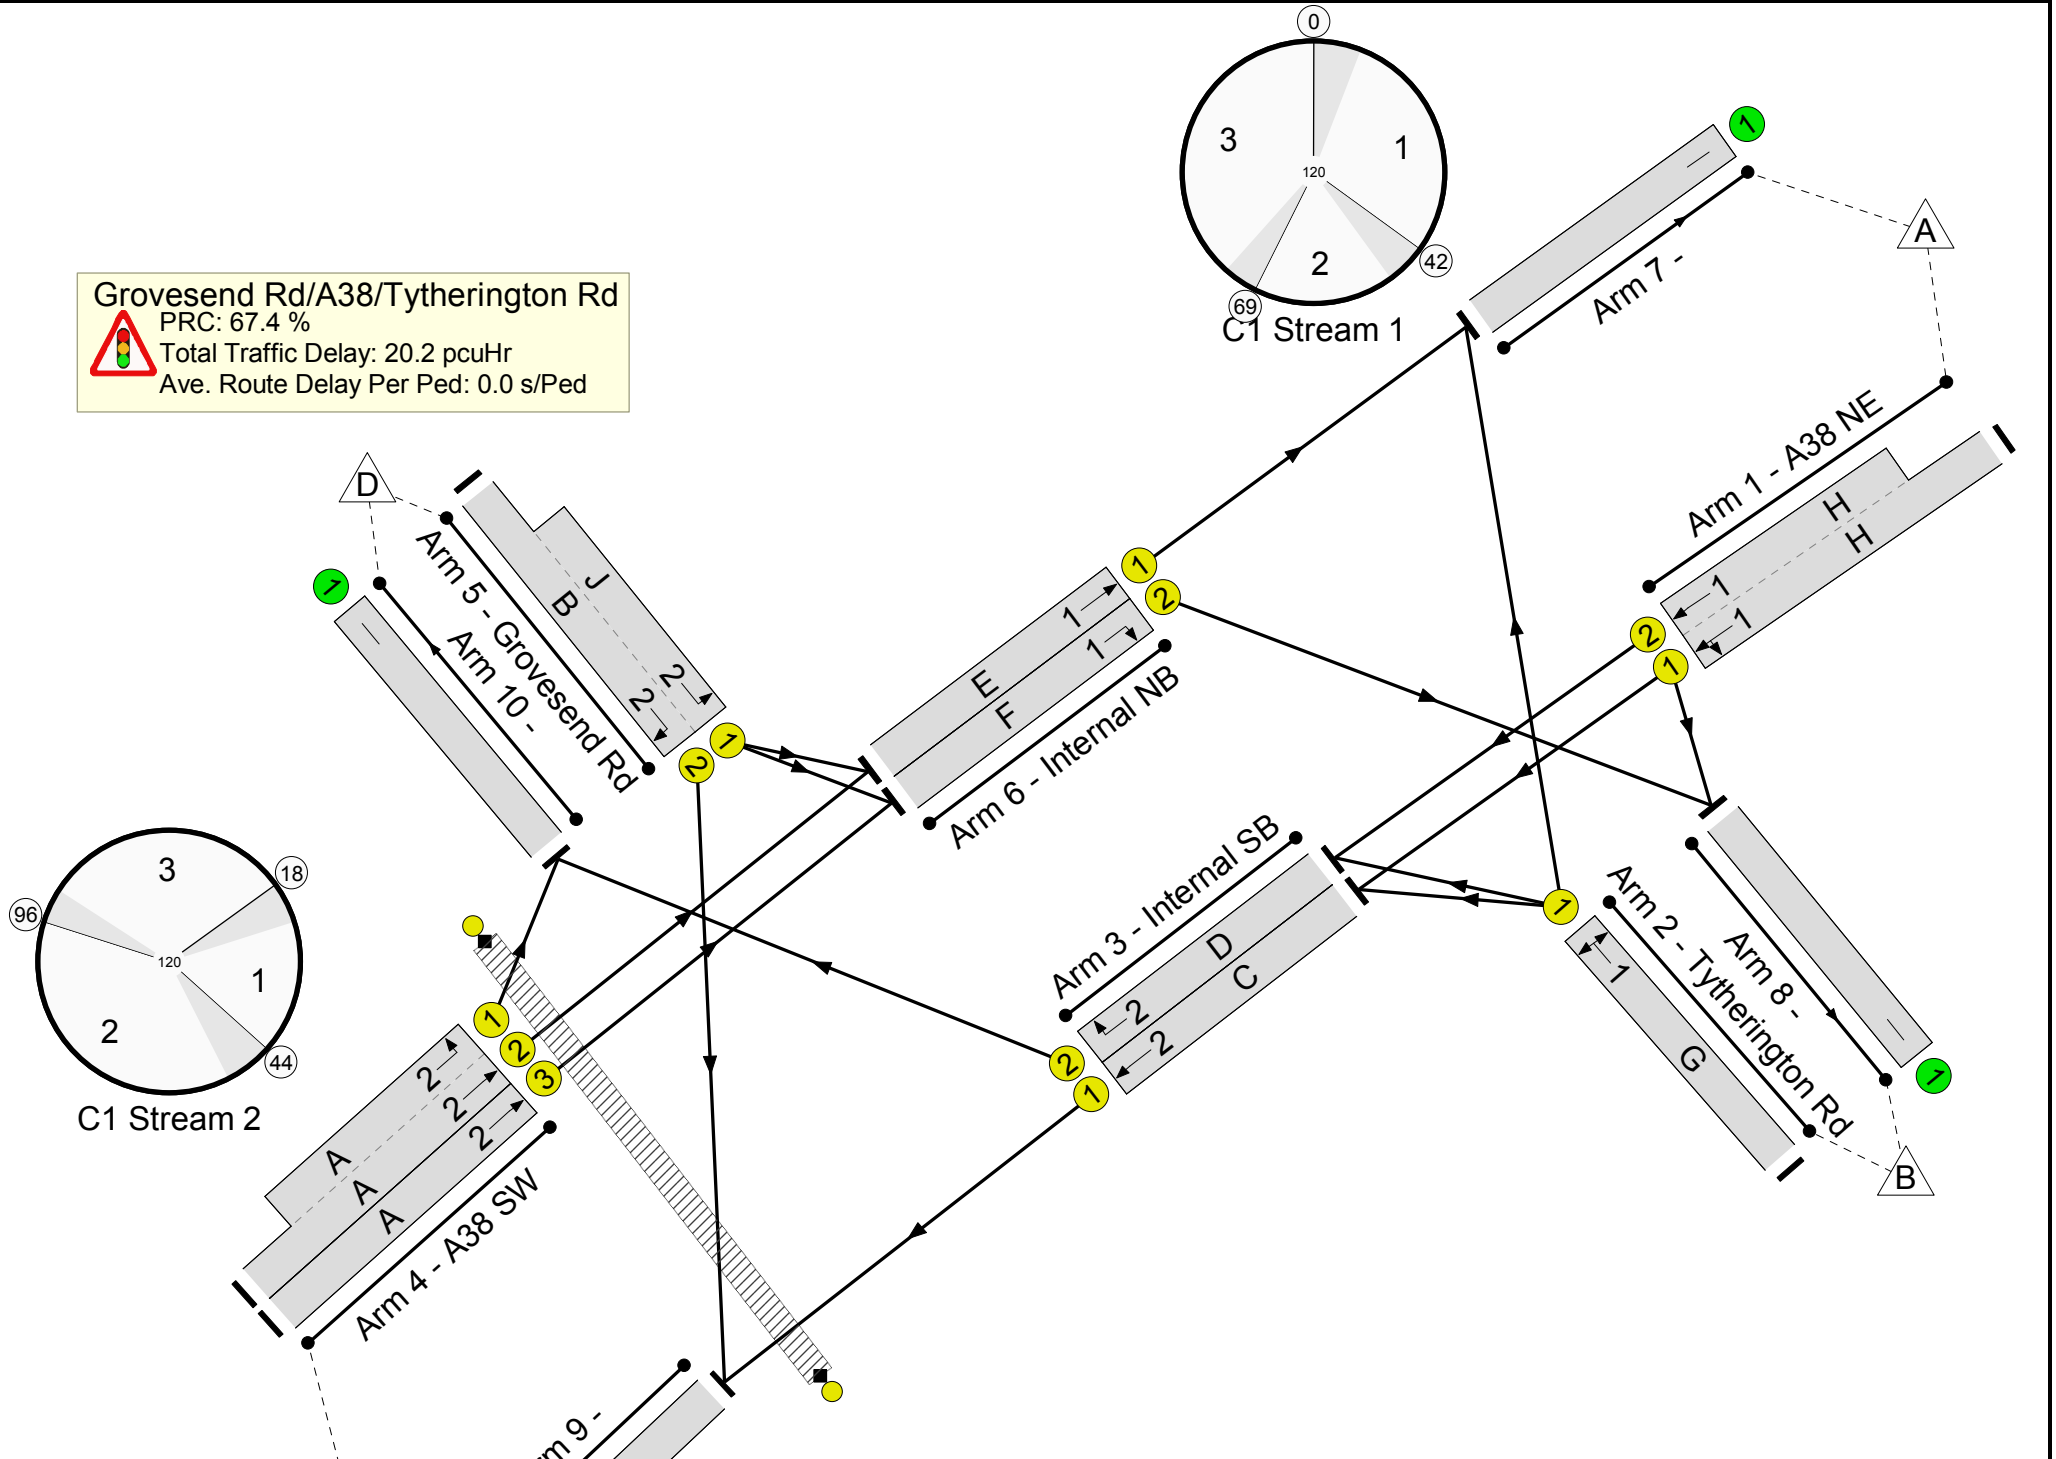 0
3
1
120
2
42
69
C1 Stream 1
1
Arm 7 -
A
Grovesend Rd/A38/Tytherington Rd
PRC: 67.4 %
Total Traffic Delay: 20.2 pcuHr
Ave. Route Delay Per Ped: 0.0 s/Ped
Arm 1 - A38 NE
H
H
1
1
2
1
D
Arm 5 - Grovesend Rd
J
B
2
2
1
2
1
Arm 10 -
1
2
E
1
F
1
Arm 6 - Internal NB
3
18
96
120
1
2
44
C1 Stream 2
Arm 3 - Internal SB
D
2
C
2
2
1
1
Arm 2 - Tytherington Rd
1
G
Arm 8 -
1
B
1
2
3
2
2
2
A
A
A
Arm 4 - A38 SW
rm 9 -